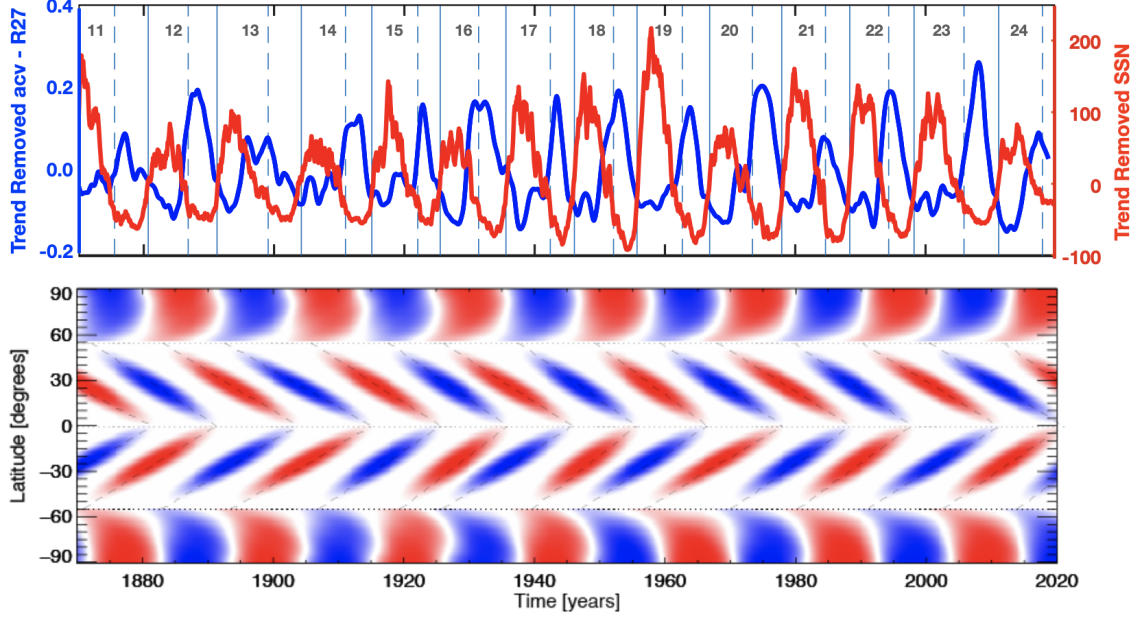 0.4
0.2
0.0
-0.2
Trend Removed acv - R27
11 12 13 14 15 16 17 18 19 20 21 22 23 24
200
100
0
-100
Trend Removed SSN
90
60
30
0
-30
-60
-90
Latitude [degrees]
1880 1900 1920 1940 1960 1980 2000 2020
Time [years]